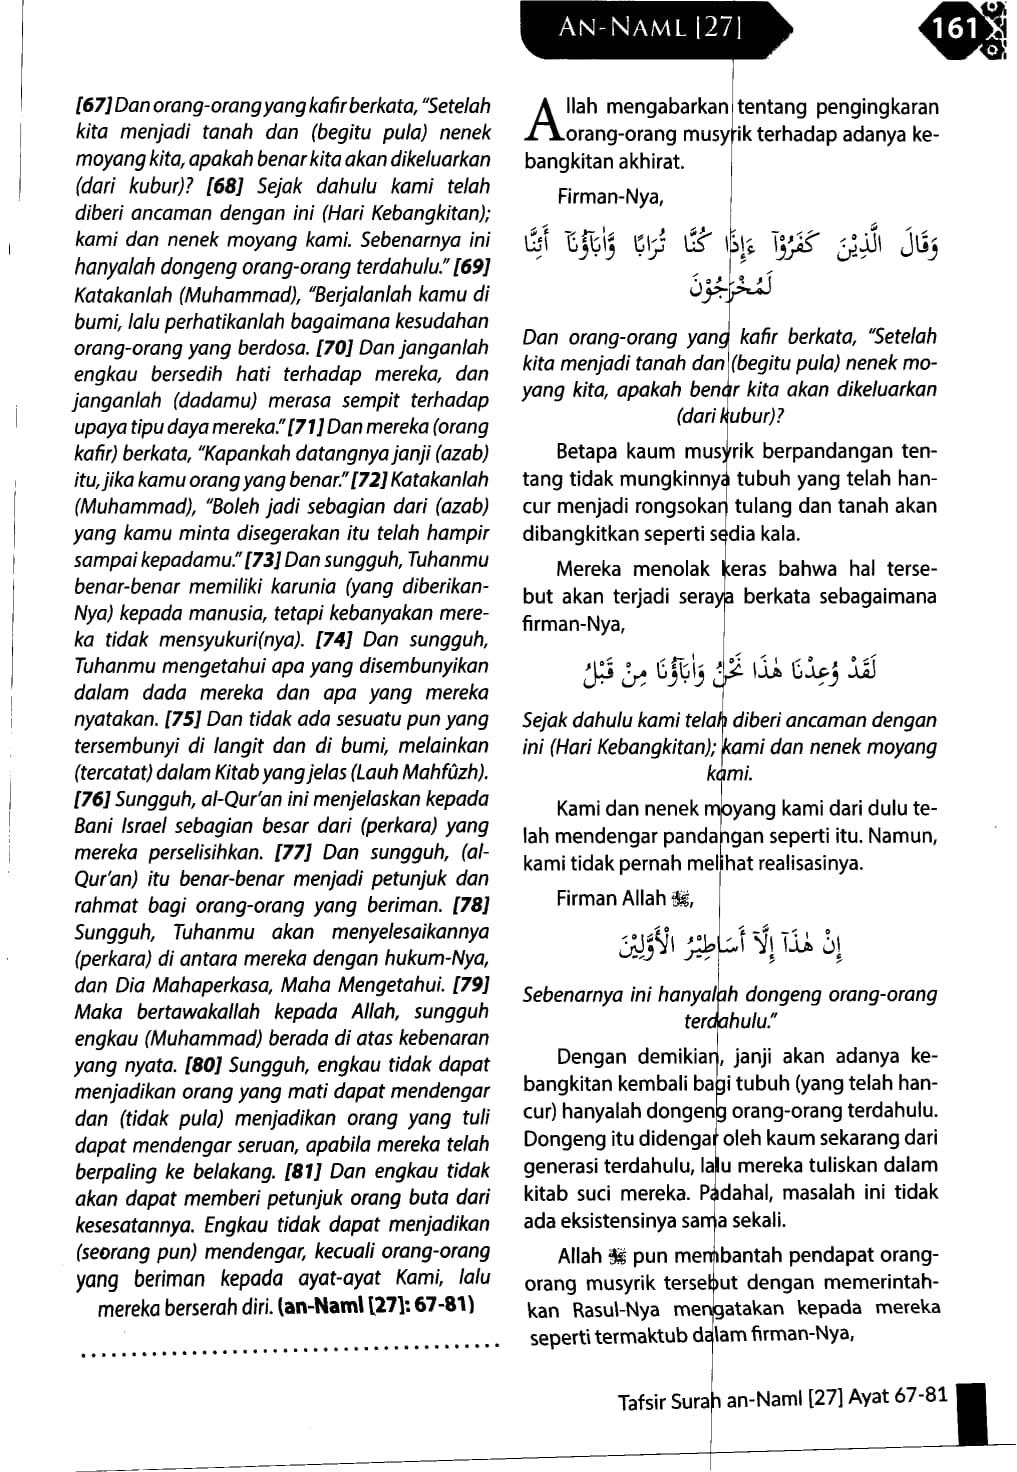 AN-NAML [27]
161
[67] Dan orang-orang yang kafir berkata, “Setelah
kita menjadi tanah dan (begitu pula) nenek
moyang kita, apakah benar kita akan dikeluarkan
(dari kubur)? [68] Sejak dahulu kami telah
diberi ancaman dengan ini (Hari Kebangkitan);
kami dan nenek moyang kami. Sebenarnya ini
hanyalah dongeng orang-orang terdahulu.” [69]
Katakanlah (Muhammad), “Berjalanlah kamu di
bumi, lalu perhatikanlah bagaimana kesudahan
orang-orang yang berdosa. [70] Dan janganlah
engkau bersedih hati terhadap mereka, dan
janganlah (dadamu) merasa sempit terhadap
upaya tipu daya mereka.” [71] Dan mereka (orang
kafir) berkata, “Kapankah datangnya janji (azab)
itu, jika kamu orang yang benar.” [72] Katakanlah
(Muhammad), “Boleh jadi sebagian dari (azab)
yang kamu minta disegerakan itu telah hampir
sampai kepadamu.” [73] Dan sungguh, Tuhanmu
benar-benar memiliki karunia (yang diberikan-
Nya) kepada manusia, tetapi kebanyakan mere-
ka tidak mensyukuri(nya). [74] Dan sungguh,
Tuhanmu mengetahui apa yang disembunyikan
dalam dada mereka dan apa yang mereka
nyatakan. [75] Dan tidak ada sesuatu pun yang
tersembunyi di langit dan di bumi, melainkan
(tercatat) dalam Kitab yang jelas (Lauh Mahfûzh).
[76] Sungguh, al-Qur’an ini menjelaskan kepada
Bani Israel sebagian besar dari (perkara) yang
mereka perselisihkan. [77] Dan sungguh, (al-
Qur’an) itu benar-benar menjadi petunjuk dan
rahmat bagi orang-orang yang beriman. [78]
Sungguh, Tuhanmu akan menyelesaikannya
(perkara) di antara mereka dengan hukum-Nya,
dan Dia Mahaperkasa, Maha Mengetahui. [79]
Maka bertawakallah kepada Allah, sungguh
engkau (Muhammad) berada di atas kebenaran
yang nyata. [80] Sungguh, engkau tidak dapat
menjadikan orang yang mati dapat mendengar
dan (tidak pula) menjadikan orang yang tuli
dapat mendengar seruan, apabila mereka telah
berpaling ke belakang. [81] Dan engkau tidak
akan dapat memberi petunjuk orang buta dari
kesesatannya. Engkau tidak dapat menjadikan
(seorang pun) mendengar, kecuali orang-orang
yang beriman kepada ayat-ayat Kami, lalu
mereka berserah diri. (an-Naml [27]: 67-81)
Allah mengabarkan tentang pengingkaran
orang-orang musyrik terhadap adanya ke-
bangkitan akhirat.
Firman-Nya,
وَقَالَ الَّذِيْنَ كَفَرُوْٓا ءَاِذَا كُنَّا تُرَابًا وَّاٰبَاۤؤُنَآ أَئِنَّا
لَمُخْرَجُوْنَ
Dan orang-orang yang kafir berkata, “Setelah
kita menjadi tanah dan (begitu pula) nenek mo-
yang kita, apakah benar kita akan dikeluarkan
(dari kubur)?
Betapa kaum musyrik berpandangan ten-
tang tidak mungkinnya tubuh yang telah han-
cur menjadi rongsokan tulang dan tanah akan
dibangkitkan seperti sedia kala.
Mereka menolak keras bahwa hal terse-
but akan terjadi seraya berkata sebagaimana
firman-Nya,
لَقَدْ وُعِدْنَا هٰذَا نَحْنُ وَاٰبَاۤؤُنَا مِنْ قَبْلُ
Sejak dahulu kami telah diberi ancaman dengan
ini (Hari Kebangkitan); kami dan nenek moyang
kami.
Kami dan nenek moyang kami dari dulu te-
lah mendengar pandangan seperti itu. Namun,
kami tidak pernah melihat realisasinya.
Firman Allah ,
إِنْ هٰذَآ إِلَّآ أَسَاطِيْرُ الْأَوَّلِيْنَ
Sebenarnya ini hanyalah dongeng orang-orang
terdahulu.”
Dengan demikian, janji akan adanya ke-
bangkitan kembali bagi tubuh (yang telah han-
cur) hanyalah dongeng orang-orang terdahulu.
Dongeng itu didengar oleh kaum sekarang dari
generasi terdahulu, lalu mereka tuliskan dalam
kitab suci mereka. Padahal, masalah ini tidak
ada eksistensinya sama sekali.
Allah pun membantah pendapat orang-
orang musyrik tersebut dengan memerintah-
kan Rasul-Nya mengatakan kepada mereka
seperti termaktub dalam firman-Nya,
Tafsir Surah an-Naml [27] Ayat 67-81